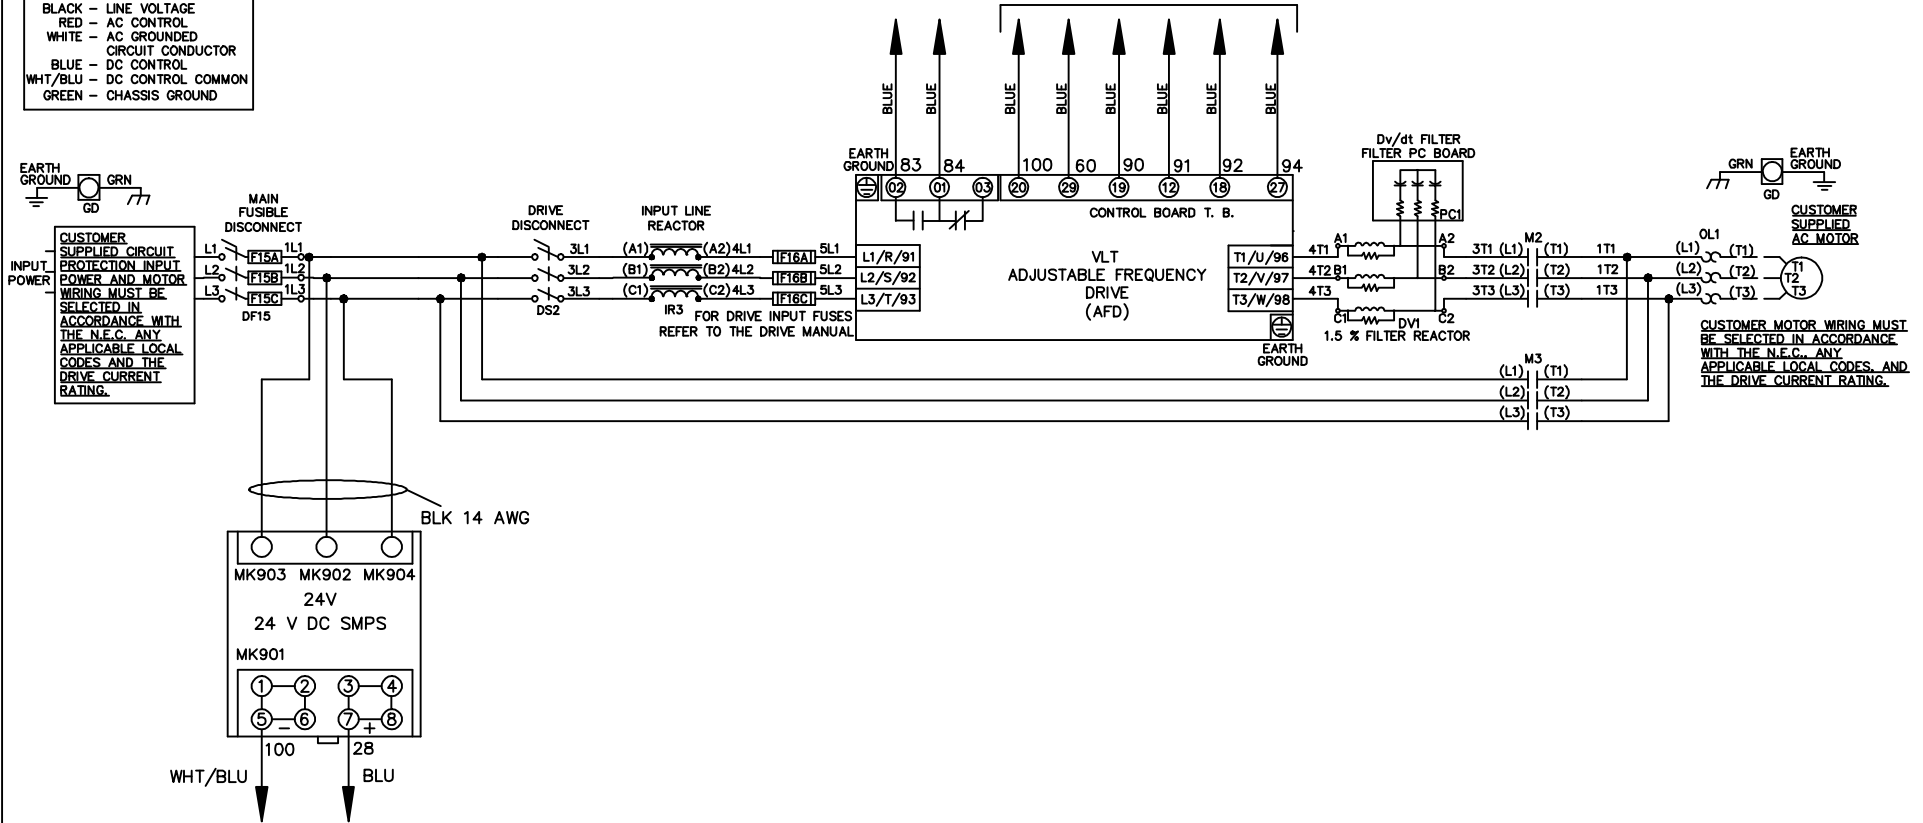 BLACK – LINE VOLTAGE
RED – AC CONTROL
WHITE – AC GROUNDED
CIRCUIT CONDUCTOR
BLUE – DC CONTROL
WHT/BLU – DC CONTROL COMMON
GREEN – CHASSIS GROUND
BLUE
BLUE
BLUE
BLUE
BLUE
BLUE
BLUE
BLUE
EARTH
GROUND
GRN
GD
MAIN
FUSIBLE
DISCONNECT
INPUT
POWER
CUSTOMER
SUPPLIED CIRCUIT
PROTECTION INPUT
POWER AND MOTOR
WIRING MUST BE
SELECTED IN
ACCORDANCE WITH
THE N.E.C. ANY
APPLICABLE LOCAL
CODES AND THE
DRIVE CURRENT
RATING.
L1 F15A 1L1
L2 F15B 1L2
L3 F15C 1L3
DF15
DRIVE
DISCONNECT
3L1
3L2
3L3
DS2
INPUT LINE
REACTOR
(A1) (A2) 4L1
(B1) (B2) 4L2
(C1) (C2) 4L3
IR3
F16A 5L1
F16B 5L2
F16C 5L3
FOR DRIVE INPUT FUSES
REFER TO THE DRIVE MANUAL
EARTH
GROUND
83 84 100 60 90 91 92 94
02 01 03 20 29 19 12 18 27
CONTROL BOARD T. B.
L1/R/91
L2/S/92
L3/T/93
VLT
ADJUSTABLE FREQUENCY
DRIVE
(AFD)
T1/U/96
T2/V/97
T3/W/98
EARTH
GROUND
Dv/dt FILTER
FILTER PC BOARD
PC1
4T1 A1 A2
4T2 B1 B2
4T3 C1 C2
DV1
1.5 % FILTER REACTOR
M2
3T1 (L1) (T1) 1T1
3T2 (L2) (T2) 1T2
3T3 (L3) (T3) 1T3
M3
(L1) (T1)
(L2) (T2)
(L3) (T3)
OL1
(L1) (T1)
(L2) (T2)
(L3) (T3)
T1
T2
T3
GRN
GD
EARTH
GROUND
CUSTOMER
SUPPLIED
AC MOTOR
CUSTOMER MOTOR WIRING MUST
BE SELECTED IN ACCORDANCE
WITH THE N.E.C., ANY
APPLICABLE LOCAL CODES, AND
THE DRIVE CURRENT RATING.
BLK 14 AWG
MK903 MK902 MK904
24V
24 V DC SMPS
MK901
1 2 3 4
5 6 7 8
– +
100 28
WHT/BLU BLU